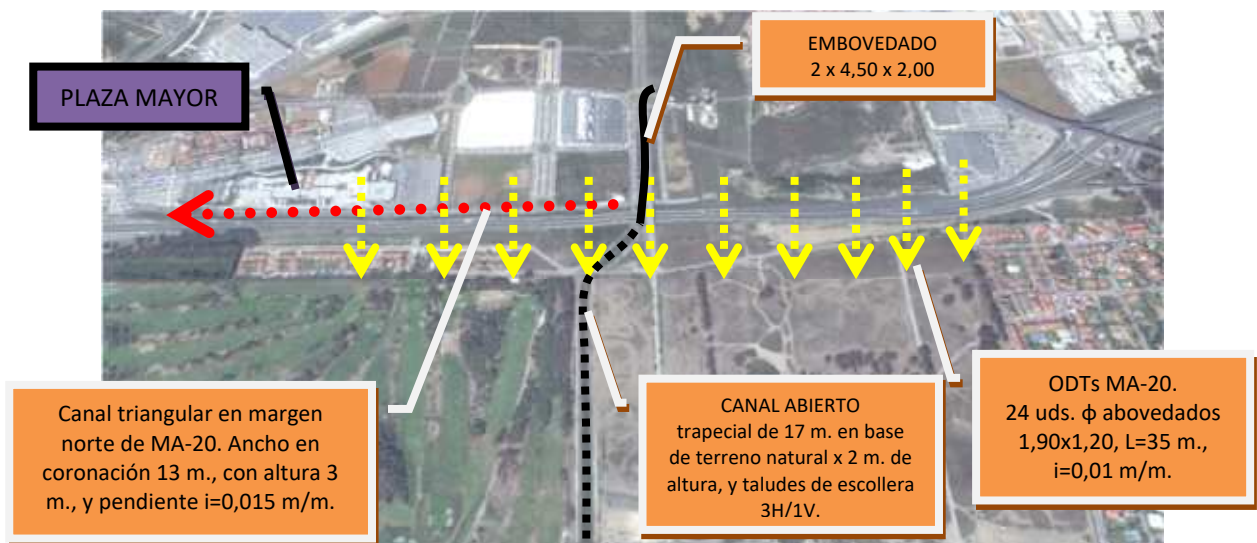 EMBOVEDADO
2 x 4,50 x 2,00
PLAZA MAYOR
Canal triangular en margen
norte de MA-20. Ancho en
coronación 13 m., con altura 3
m., y pendiente i=0,015 m/m.
CANAL ABIERTO
trapecial de 17 m. en base
de terreno natural x 2 m. de
altura, y taludes de escollera
3H/1V.
ODTs MA-20.
24 uds. ф abovedados
1,90x1,20, L=35 m.,
i=0,01 m/m.